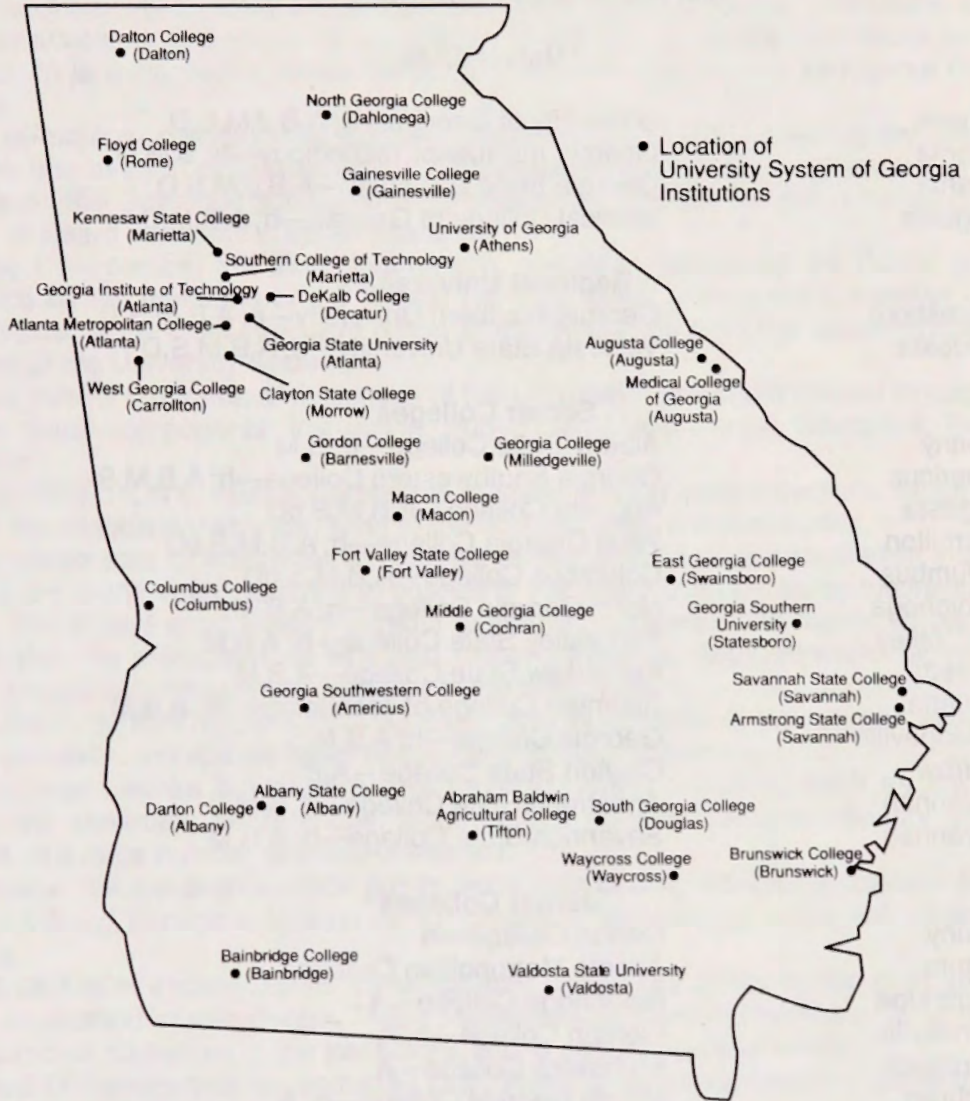 Dalton College
(Dalton)
North Georgia College
(Dahlonega)
Floyd College
(Rome)
Location of
University System of Georgia
Institutions
Gainesville College
(Gainesville)
Kennesaw State College
(Marietta)
University of Georgia
(Athens)
Southern College of Technology
(Marietta)
Georgia Institute of Technology
(Atlanta)
DeKalb College
(Decatur)
Atlanta Metropolitan College
(Atlanta)
Georgia State University
(Atlanta)
Augusta College
(Augusta)
West Georgia College
(Carrollton)
Clayton State College
(Morrow)
Medical College
of Georgia
(Augusta)
Gordon College
(Barnesville)
Georgia College
(Milledgeville)
Macon College
(Macon)
Fort Valley State College
(Fort Valley)
East Georgia College
(Swainsboro)
Columbus College
(Columbus)
Middle Georgia College
(Cochran)
Georgia Southern
University
(Statesboro)
Georgia Southwestern College
(Americus)
Savannah State College
(Savannah)
Armstrong State College
(Savannah)
Albany State College
(Albany)
Darton College
(Albany)
Abraham Baldwin
Agricultural College
(Tifton)
South Georgia College
(Douglas)
Waycross College
(Waycross)
Brunswick College
(Brunswick)
Bainbridge College
(Bainbridge)
Valdosta State University
(Valdosta)